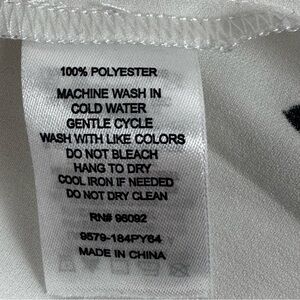 100% POLYESTER
MACHINE WASH IN
COLD WATER
GENTLE CYCLE
WASH WITH LIKE COLORS
DO NOT BLEACH
HANG TO DRY
COOL IRON IF NEEDED
DO NOT DRY CLEAN
RN# 96092
9579-184PY64
MADE IN CHINA